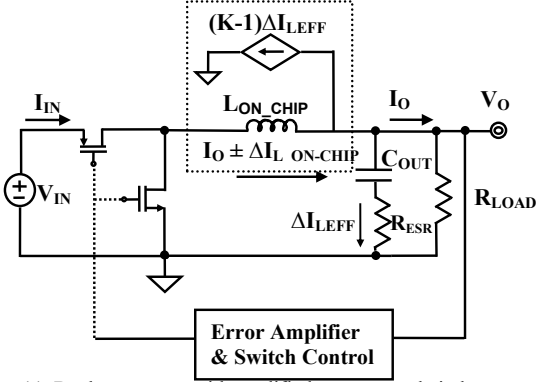 (K-1)ΔI_LEFF
I_IN
L_ON_CHIP
I_O
V_O
I_O ± ΔI_L ON-CHIP
C_OUT
V_IN
R_LOAD
ΔI_LEFF
R_ESR
Error Amplifier
& Switch Control